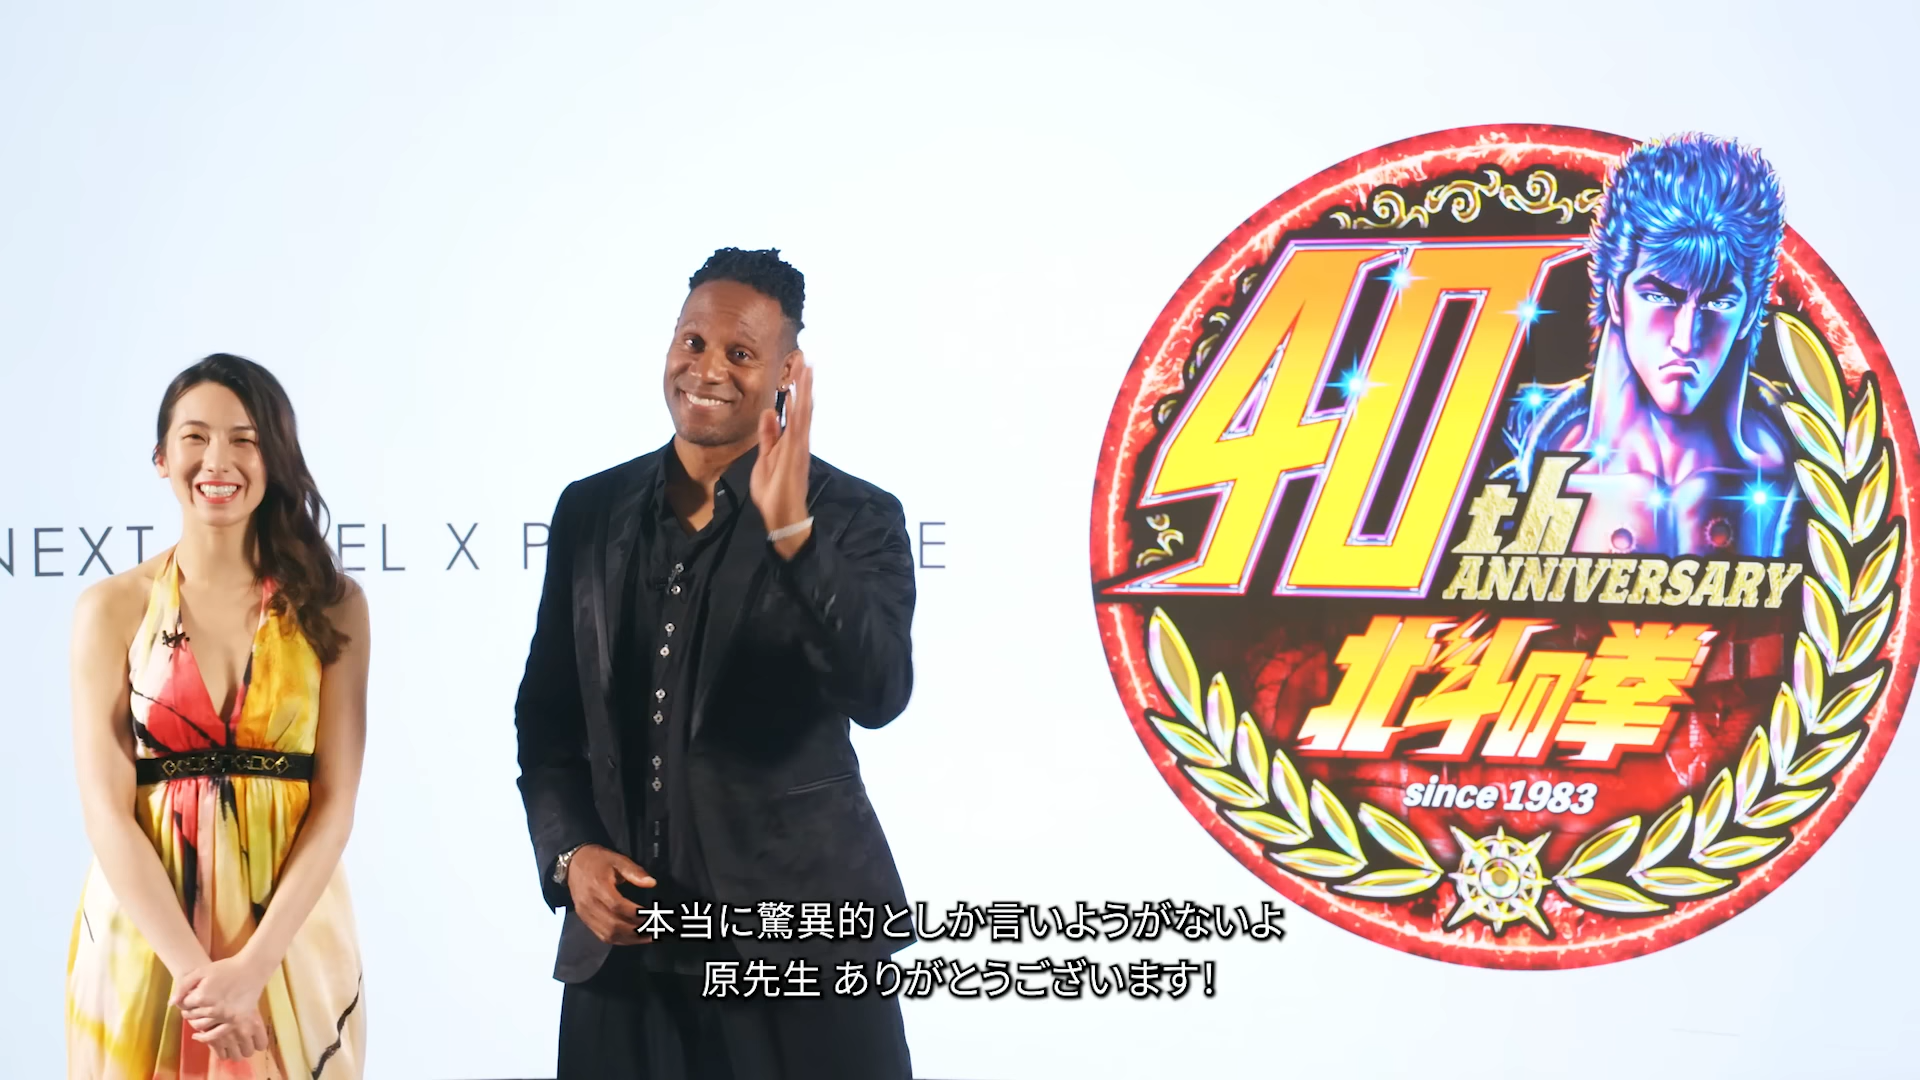 NEXT
EL X P
E
40
th
ANNIVERSARY
北斗の拳
since 1983
本当に驚異的としか言いようがないよ
原先生 ありがとうございます!